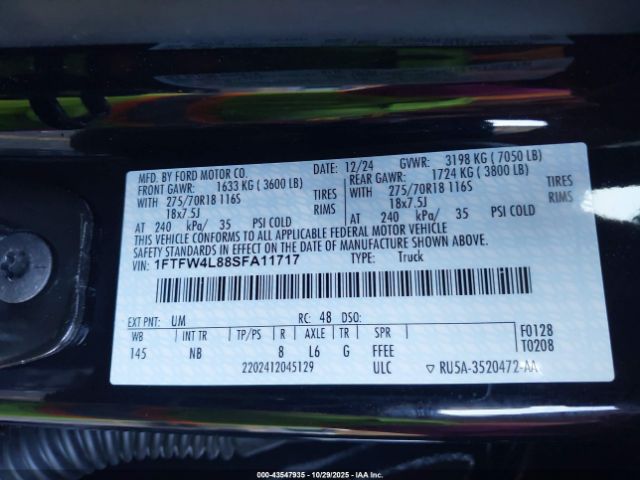 MFD. BY FORD MOTOR CO. DATE: 12/24 GVWR: 3198 KG ( 7050 LB)
FRONT GAWR: 1633 KG ( 3600 LB) REAR GAWR: 1724 KG ( 3800 LB)
WITH 275/70R18 116S TIRES WITH 275/70R18 116S TIRES
18x7.5J RIMS 18x7.5J RIMS
AT 240 kPa/ 35 PSI COLD AT 240 kPa/ 35 PSI COLD
THIS VEHICLE CONFORMS TO ALL APPLICABLE FEDERAL MOTOR VEHICLE
SAFETY STANDARDS IN EFFECT ON THE DATE OF MANUFACTURE SHOWN ABOVE.
VIN: 1FTFW4L88SFA11717 TYPE: Truck
EXT PNT: UM RC: 48 DSO:
WB INT TR TP/PS R AXLE TR SPR F0128
145 NB 8 L6 G FFEE T0208
2202412045129 ULC ▽ RU5A-3520472-AA
000-43547935 - 10/29/2025 - IAA Inc.